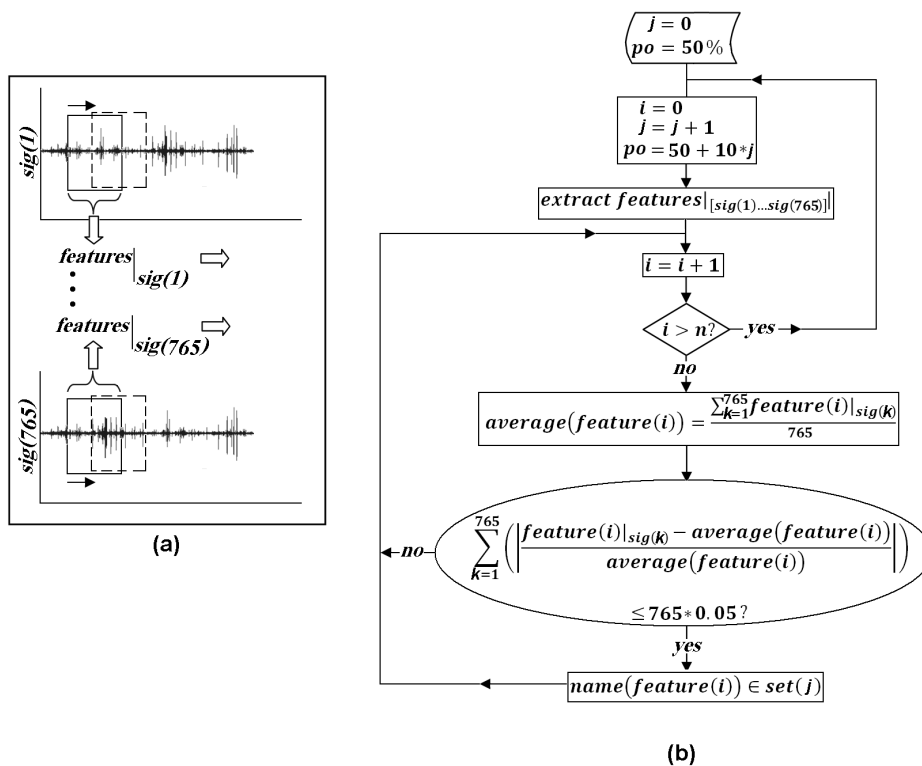 sig(1)
features|sig(1)
features|sig(765)
sig(765)
(a)
j = 0
po = 50%
i = 0
j = j + 1
po = 50 + 10*j
extract features|[sig(1)…sig(765)]|
i = i + 1
i > n?
yes
no
average(feature(i)) = ∑_{k=1}^{765} feature(i)|sig(k) / 765
∑_{k=1}^{765} (|feature(i)|sig(k) − average(feature(i)) / average(feature(i))|)
≤ 765*0.05?
no
yes
name(feature(i)) ∈ set(j)
(b)